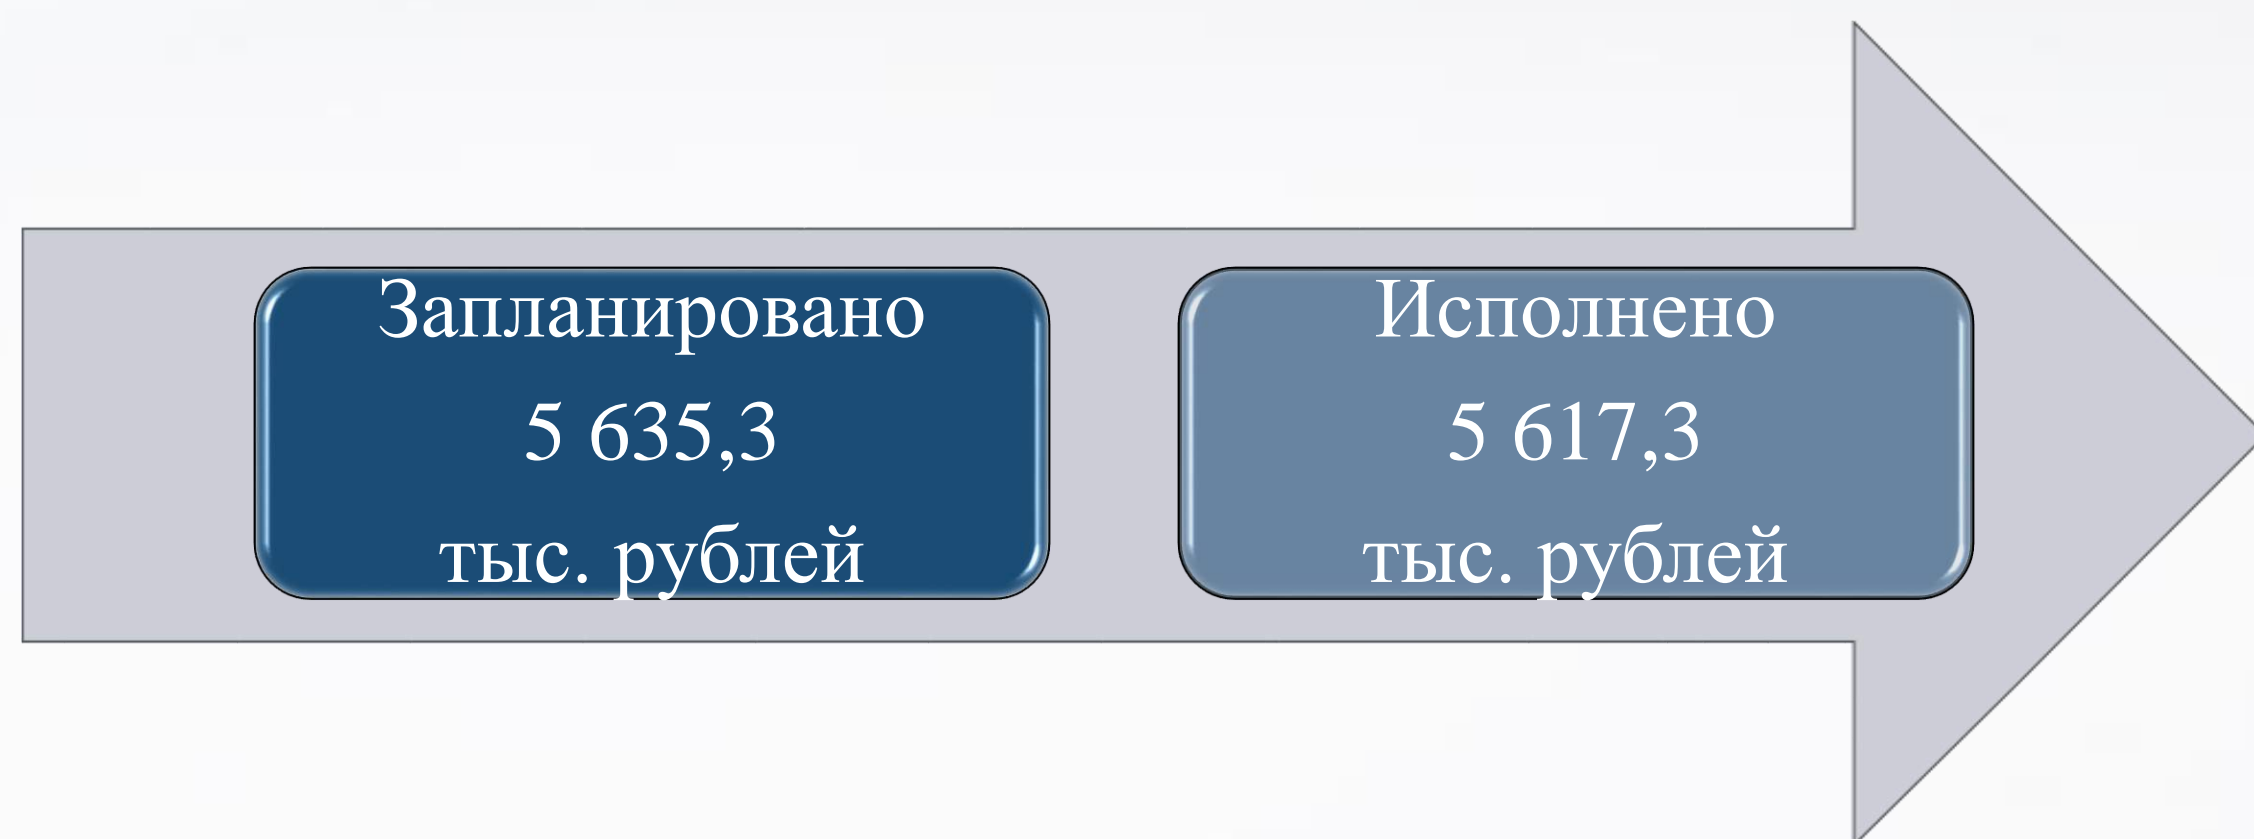 Запланировано
5 635,3
тыс. рублей
Исполнено
5 617,3
тыс. рублей